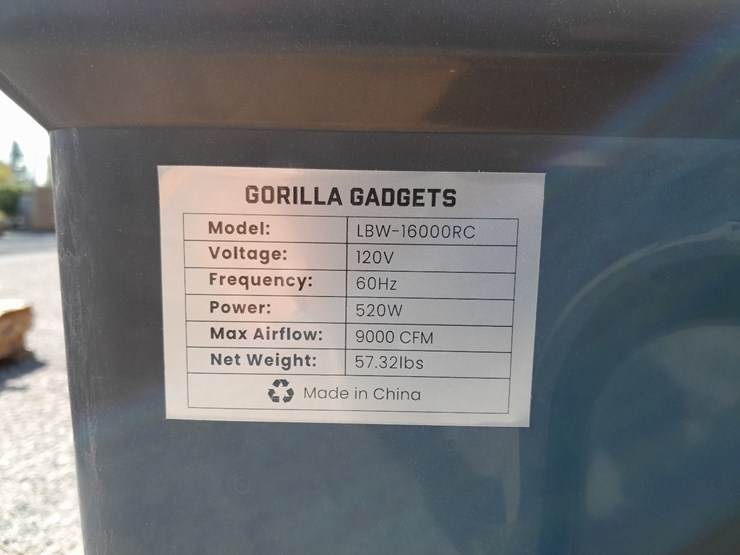 GORILLA GADGETS
Model: LBW-16000RC
Voltage: 120V
Frequency: 60Hz
Power: 520W
Max Airflow: 9000 CFM
Net Weight: 57.32lbs
Made in China